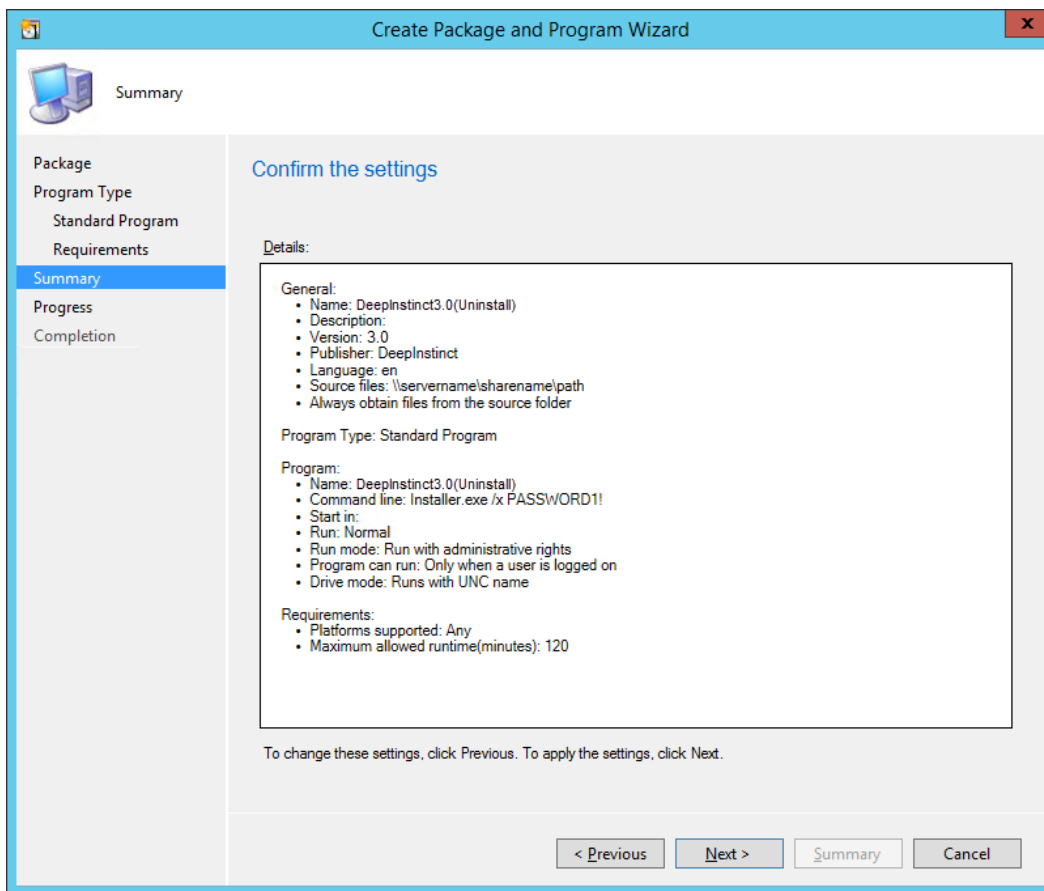 Create Package and Program Wizard
x
Summary
Package
Program Type
Standard Program
Requirements
Summary
Progress
Completion
Confirm the settings
Details:
General:
• Name: DeepInstinct3.0(Uninstall)
• Description:
• Version: 3.0
• Publisher: DeepInstinct
• Language: en
• Source files: \\servername\sharename\path
• Always obtain files from the source folder
Program Type: Standard Program
Program:
• Name: DeepInstinct3.0(Uninstall)
• Command line: Installer.exe /x PASSWORD1!
• Start in:
• Run: Normal
• Run mode: Run with administrative rights
• Program can run: Only when a user is logged on
• Drive mode: Runs with UNC name
Requirements:
• Platforms supported: Any
• Maximum allowed runtime(minutes): 120
To change these settings, click Previous. To apply the settings, click Next.
< Previous
Next >
Summary
Cancel